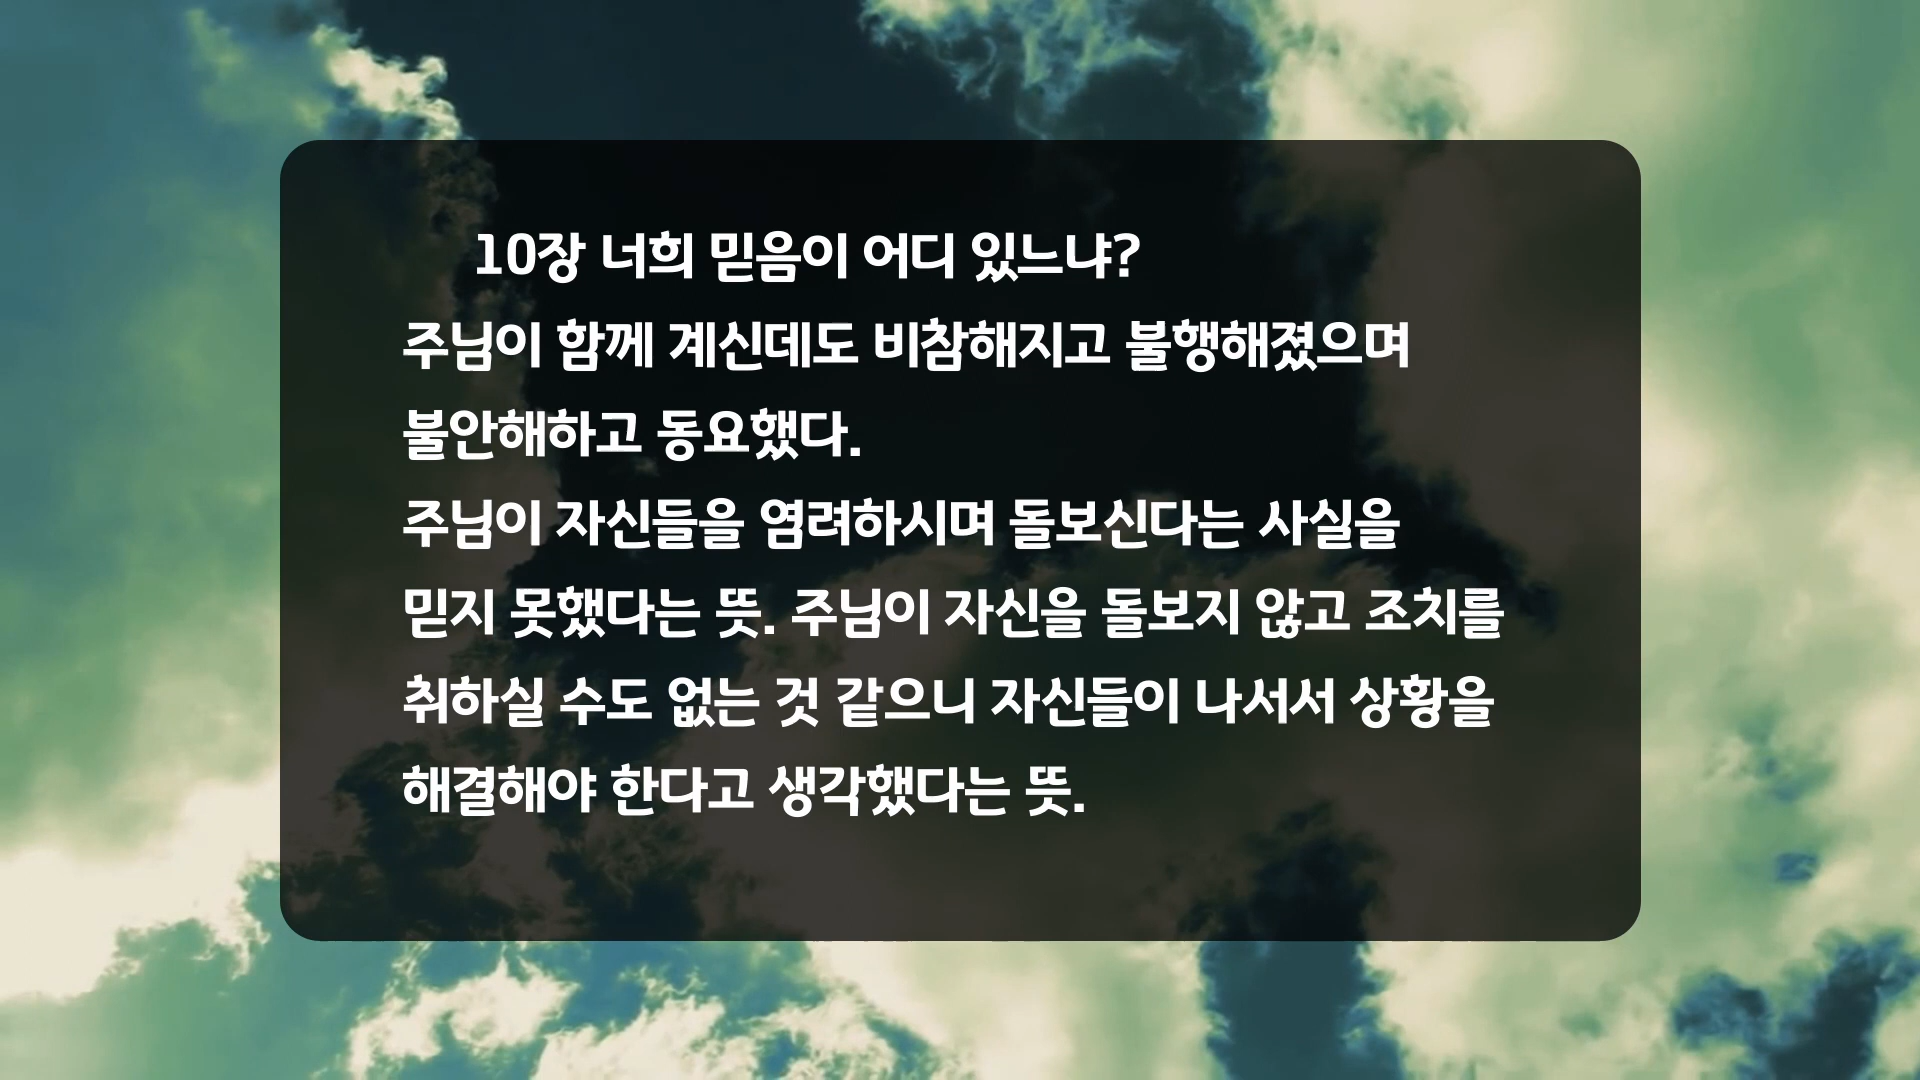 10장 너희 믿음이 어디 있느냐?
주님이 함께 계신데도 비참해지고 불행해졌으며
불안해하고 동요했다.
주님이 자신들을 염려하시며 돌보신다는 사실을
믿지 못했다는 뜻. 주님이 자신을 돌보지 않고 조치를
취하실 수도 없는 것 같으니 자신들이 나서서 상황을
해결해야 한다고 생각했다는 뜻.